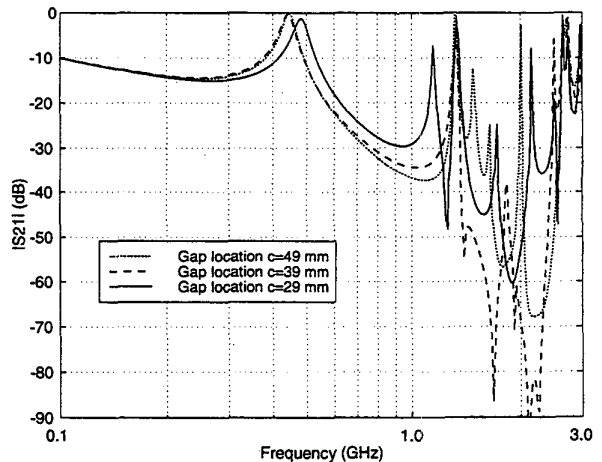 0
-10
-20
-30
-40
-50
-60
-70
-80
-90
|S21| (dB)
Gap location c=49 mm
Gap location c=39 mm
Gap location c=29 mm
0.1
1.0
3.0
Frequency (GHz)